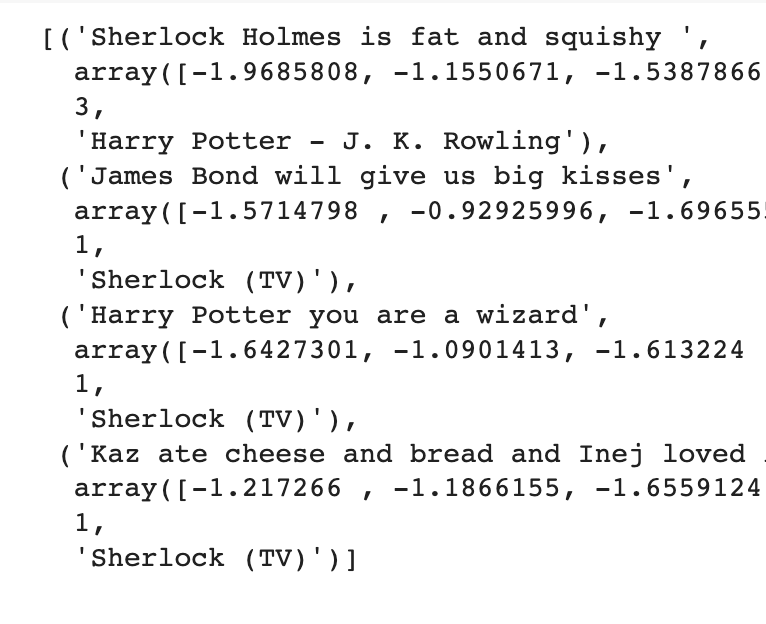 [('Sherlock Holmes is fat and squishy ',
array([-1.9685808, -1.1550671, -1.5387866
3,
'Harry Potter - J. K. Rowling'),
('James Bond will give us big kisses',
array([-1.5714798 , -0.92925996, -1.69655
1,
'Sherlock (TV)'),
('Harry Potter you are a wizard',
array([-1.6427301, -1.0901413, -1.613224
1,
'Sherlock (TV)'),
('Kaz ate cheese and bread and Inej loved
array([-1.217266 , -1.1866155, -1.6559124
1,
'Sherlock (TV)')]